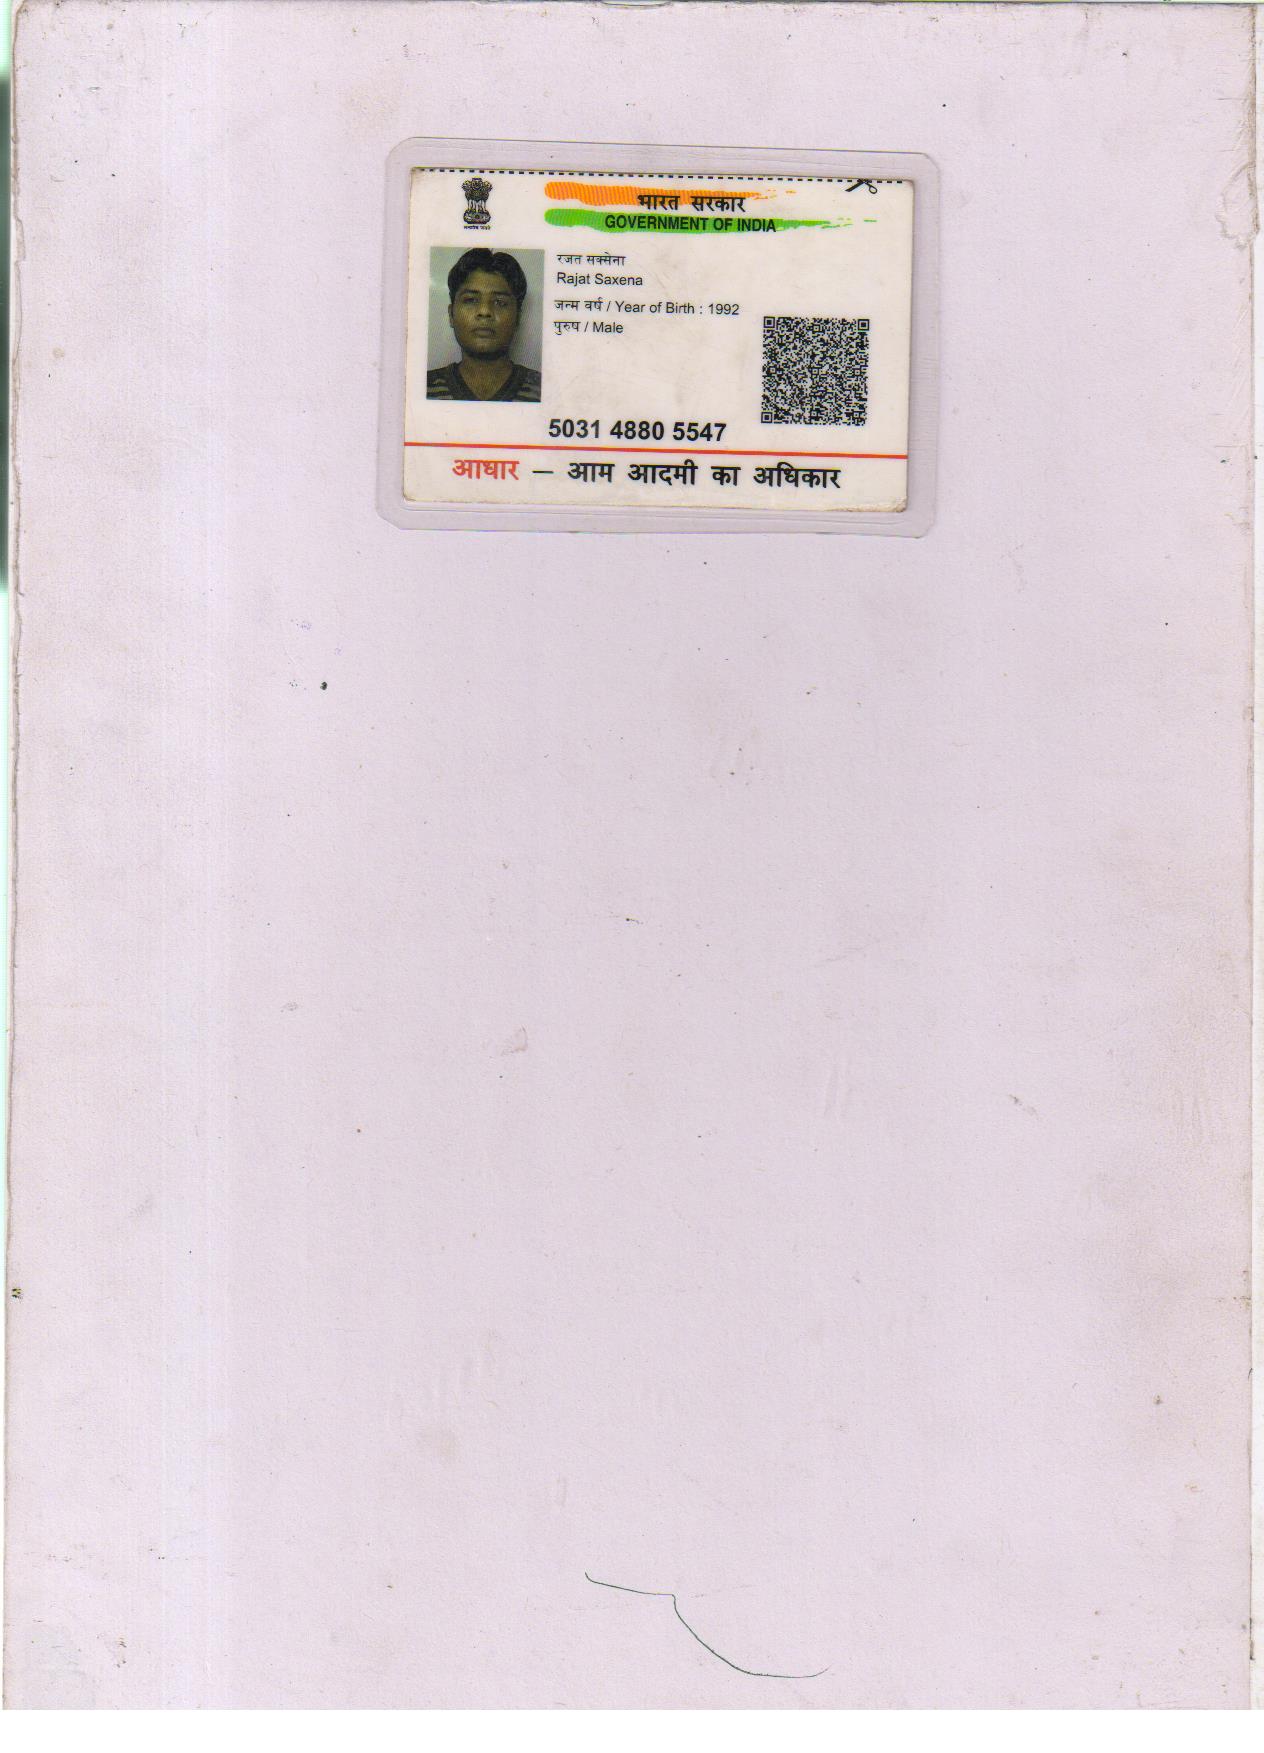 भारत सरकार
GOVERNMENT OF INDIA
रजत सक्सेना
Rajat Saxena
जन्म वर्ष / Year of Birth : 1992
पुरुष / Male
5031 4880 5547
आधार – आम आदमी का अधिकार